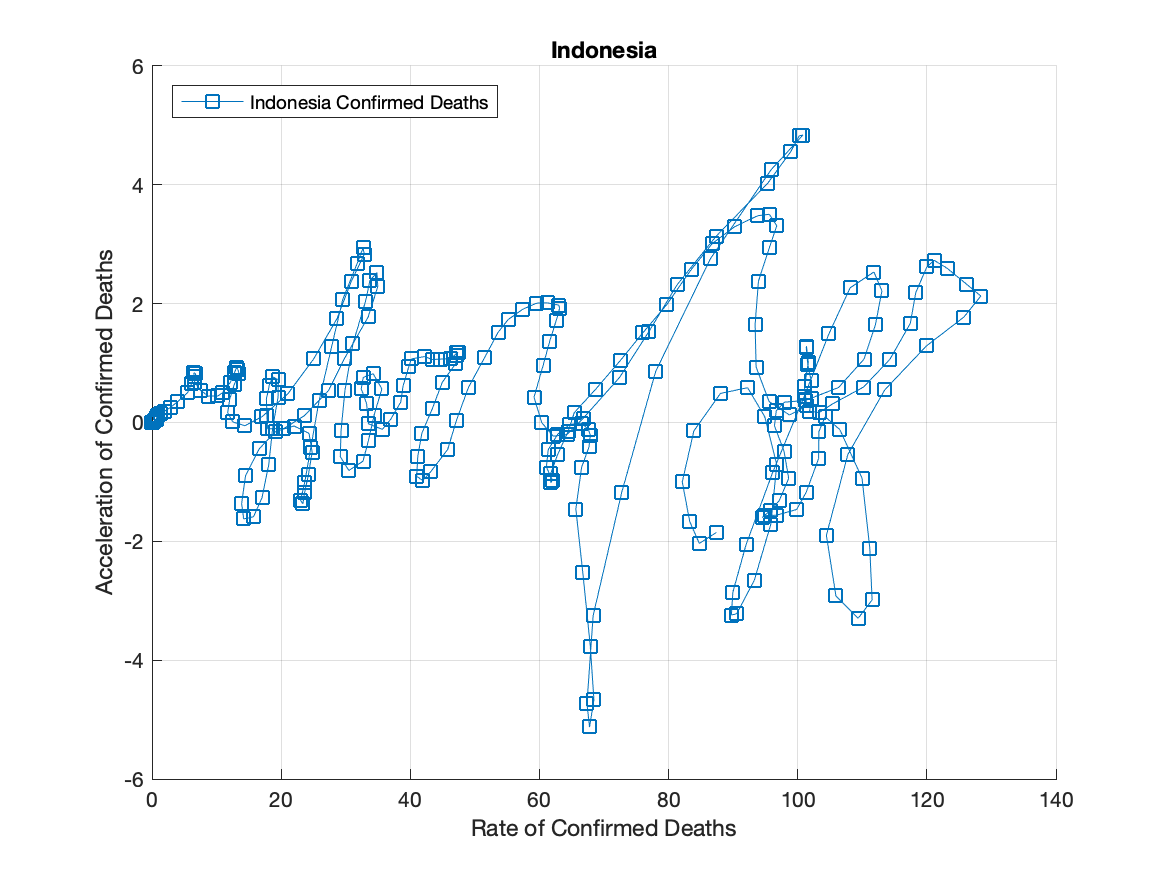 Indonesia
6
Indonesia Confirmed Deaths
4
2
0
-2
-4
-6
Acceleration of Confirmed Deaths
0 20 40 60 80 100 120 140
Rate of Confirmed Deaths